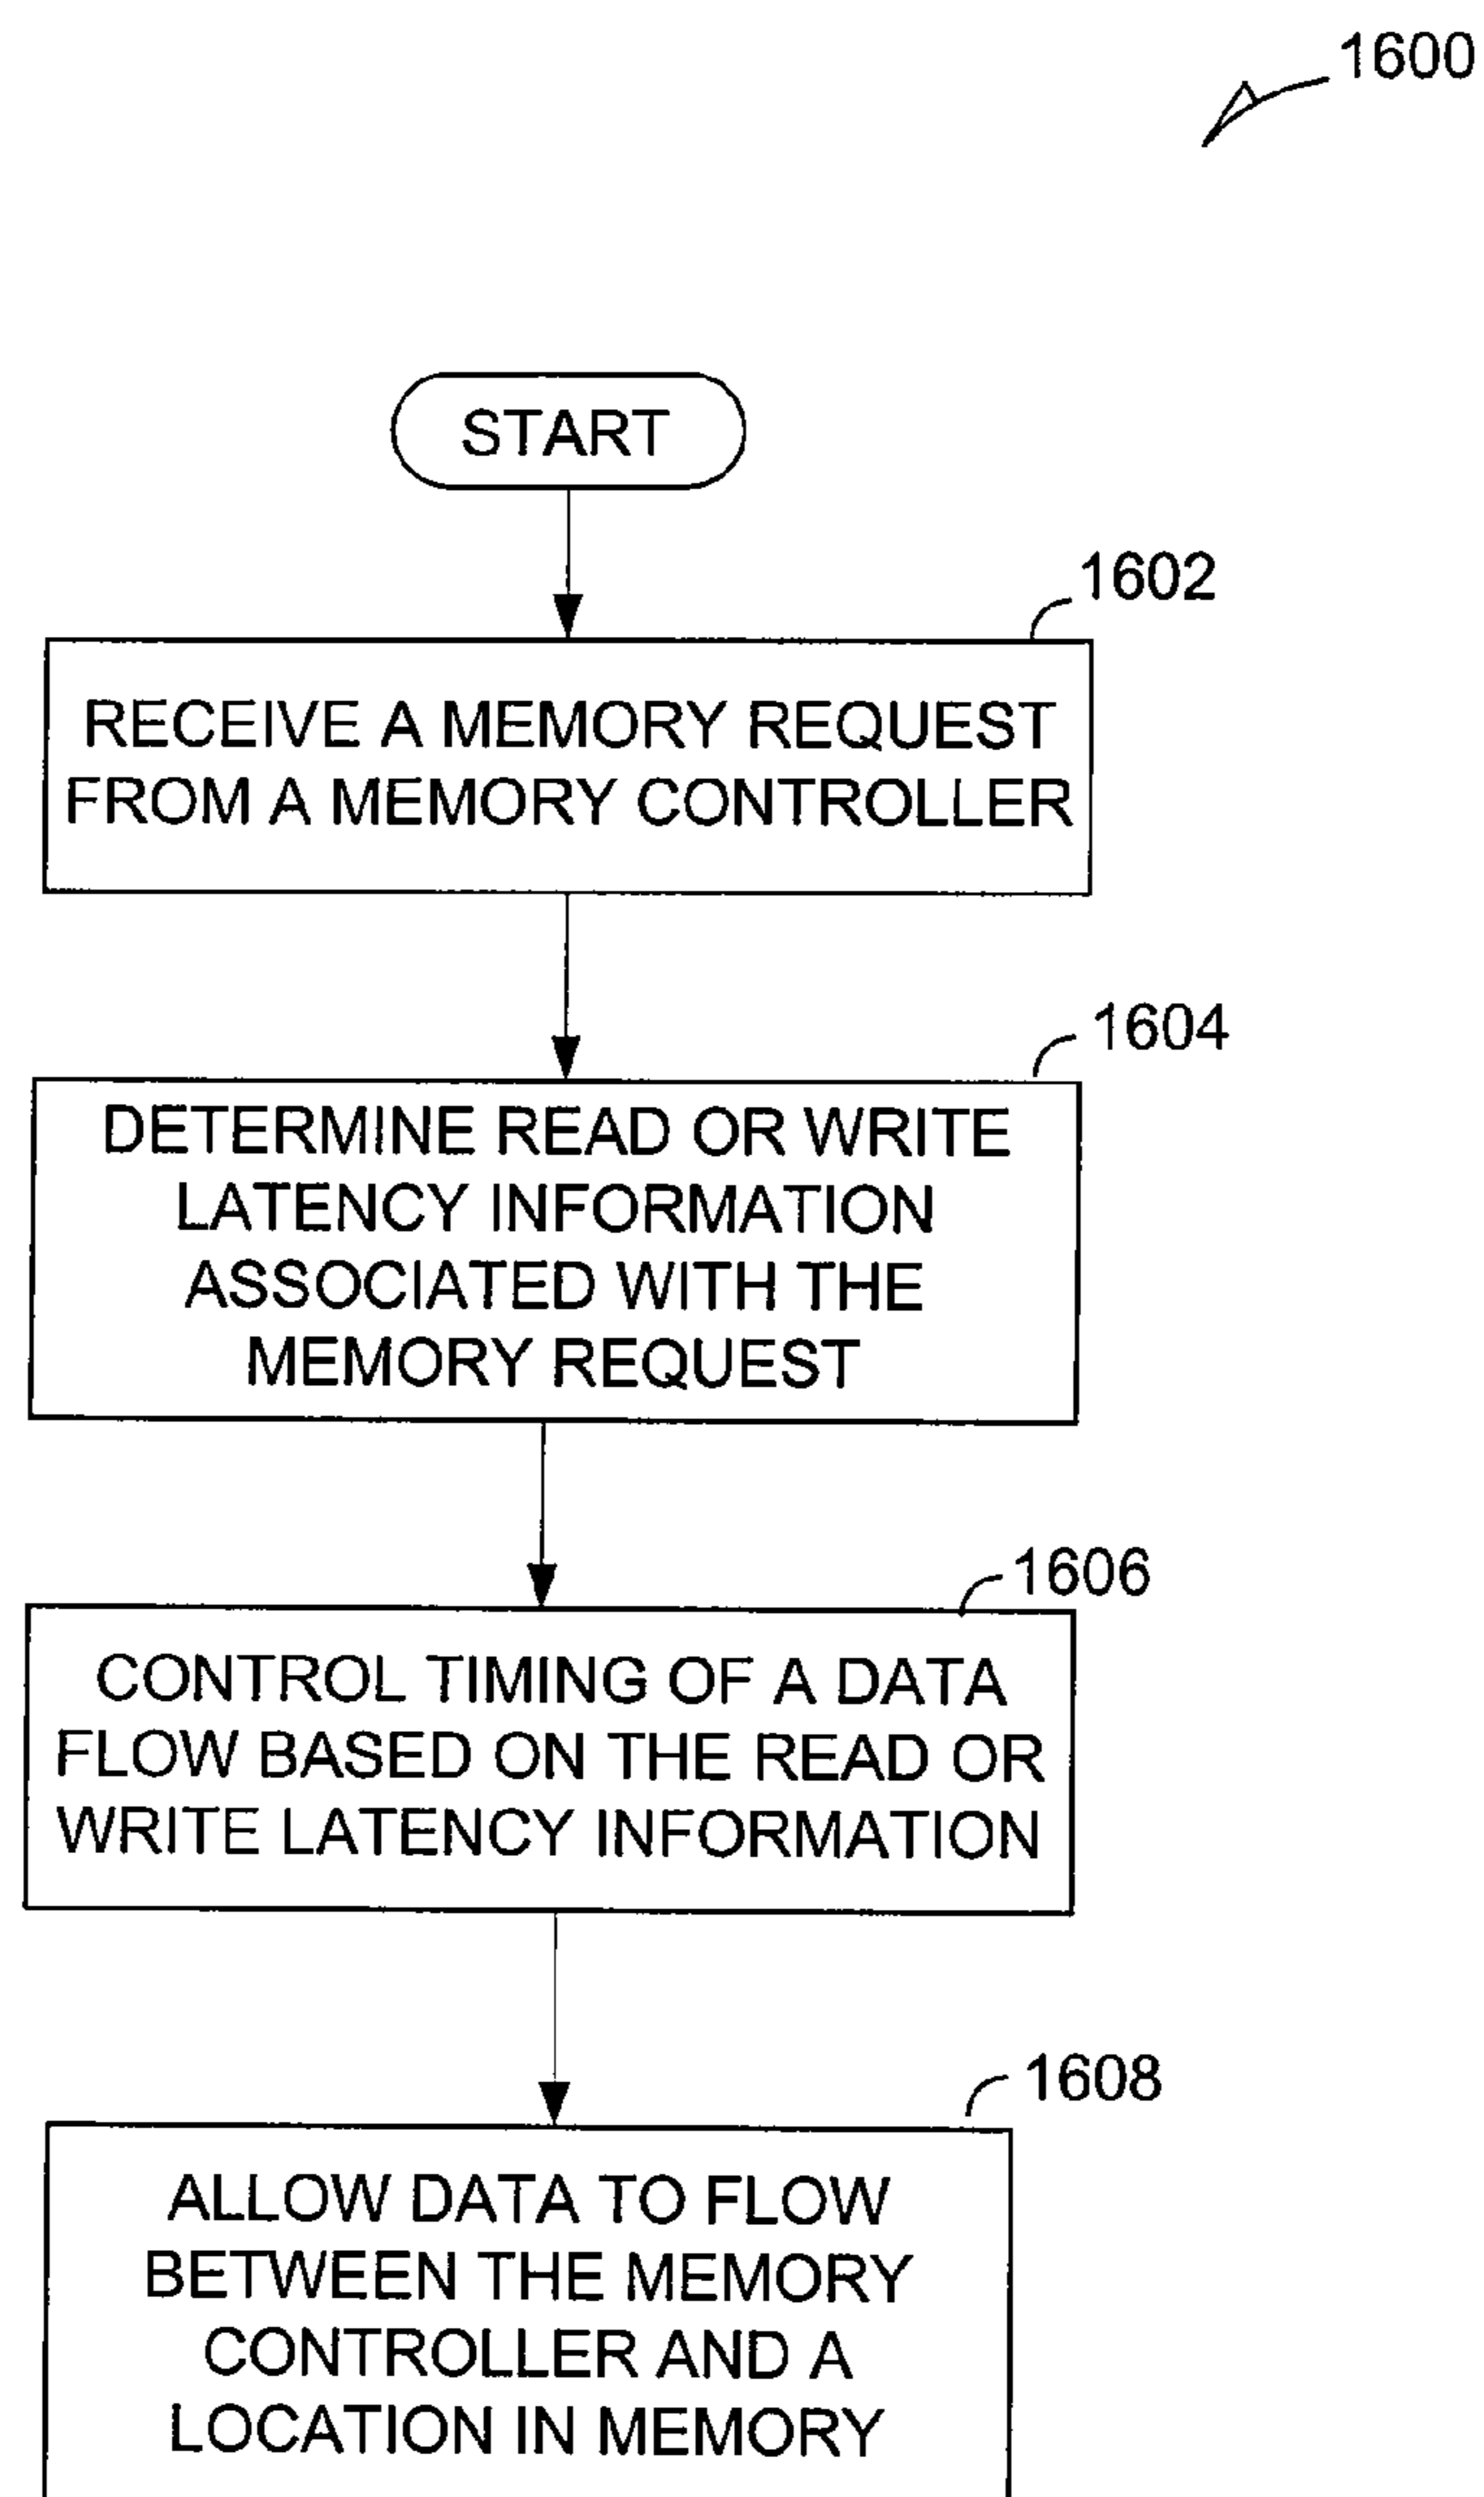 1600
START
1602
RECEIVE A MEMORY REQUEST
FROM A MEMORY CONTROLLER
1604
DETERMINE READ OR WRITE
LATENCY INFORMATION
ASSOCIATED WITH THE
MEMORY REQUEST
1606
CONTROL TIMING OF A DATA
FLOW BASED ON THE READ OR
WRITE LATENCY INFORMATION
1608
ALLOW DATA TO FLOW
BETWEEN THE MEMORY
CONTROLLER AND A
LOCATION IN MEMORY